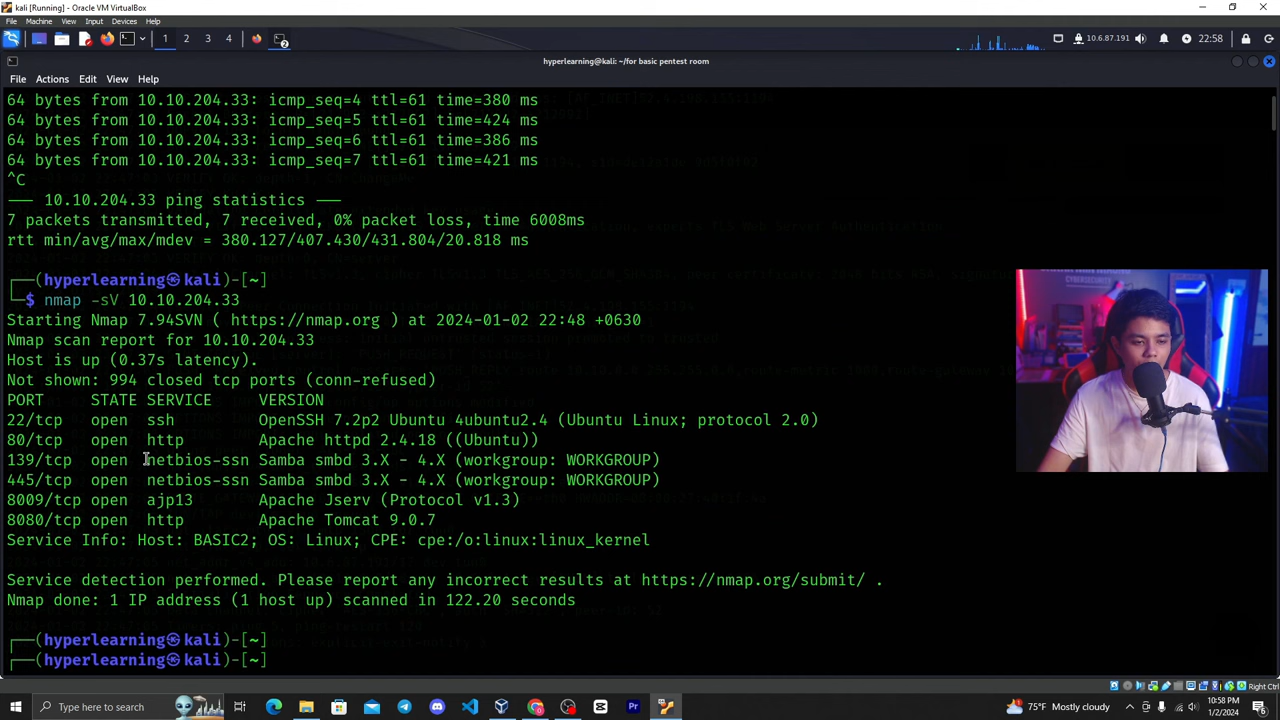 kali [Running] - Oracle VM VirtualBox
File Machine View Input Devices Help
1 2 3 4
10.6.87.191
22:58
hyperlearning@kali: ~/for basic pentest room
File Actions Edit View Help
64 bytes from 10.10.204.33: icmp_seq=4 ttl=61 time=380 ms
64 bytes from 10.10.204.33: icmp_seq=5 ttl=61 time=424 ms
64 bytes from 10.10.204.33: icmp_seq=6 ttl=61 time=386 ms
64 bytes from 10.10.204.33: icmp_seq=7 ttl=61 time=421 ms
^C
--- 10.10.204.33 ping statistics ---
7 packets transmitted, 7 received, 0% packet loss, time 6008ms
rtt min/avg/max/mdev = 380.127/407.430/431.804/20.818 ms
┌──(hyperlearning㉿kali)-[~]
└─$ nmap -sV 10.10.204.33
Starting Nmap 7.94SVN ( https://nmap.org ) at 2024-01-02 22:48 +0630
Nmap scan report for 10.10.204.33
Host is up (0.37s latency).
Not shown: 994 closed tcp ports (conn-refused)
PORT STATE SERVICE VERSION
22/tcp open ssh OpenSSH 7.2p2 Ubuntu 4ubuntu2.4 (Ubuntu Linux; protocol 2.0)
80/tcp open http Apache httpd 2.4.18 ((Ubuntu))
139/tcp open netbios-ssn Samba smbd 3.X - 4.X (workgroup: WORKGROUP)
445/tcp open netbios-ssn Samba smbd 3.X - 4.X (workgroup: WORKGROUP)
8009/tcp open ajp13 Apache Jserv (Protocol v1.3)
8080/tcp open http Apache Tomcat 9.0.7
Service Info: Host: BASIC2; OS: Linux; CPE: cpe:/o:linux:linux_kernel
Service detection performed. Please report any incorrect results at https://nmap.org/submit/ .
Nmap done: 1 IP address (1 host up) scanned in 122.20 seconds
┌──(hyperlearning㉿kali)-[~]
┌──(hyperlearning㉿kali)-[~]
Right Ctrl
Type here to search
75°F Mostly cloudy
10:58 PM
1/2/2024